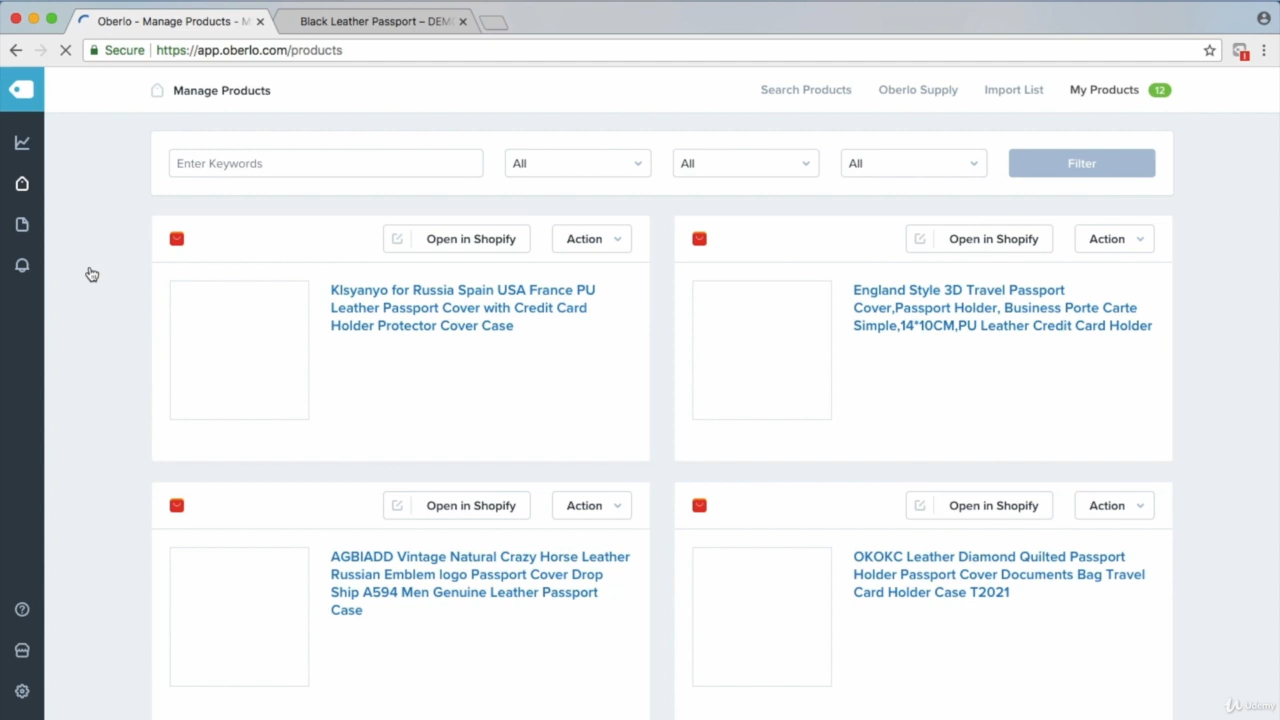 Oberlo - Manage Products - M
Black Leather Passport – DEMO
Secure https://app.oberlo.com/products
Manage Products
Search Products
Oberlo Supply
Import List
My Products 12
Enter Keywords
All
All
All
Filter
Open in Shopify
Action
Klsyanyo for Russia Spain USA France PU
Leather Passport Cover with Credit Card
Holder Protector Cover Case
Open in Shopify
Action
England Style 3D Travel Passport
Cover,Passport Holder, Business Porte Carte
Simple,14*10CM,PU Leather Credit Card Holder
Open in Shopify
Action
AGBIADD Vintage Natural Crazy Horse Leather
Russian Emblem logo Passport Cover Drop
Ship A594 Men Genuine Leather Passport
Case
Open in Shopify
Action
OKOKC Leather Diamond Quilted Passport
Holder Passport Cover Documents Bag Travel
Card Holder Case T2021
Udemy